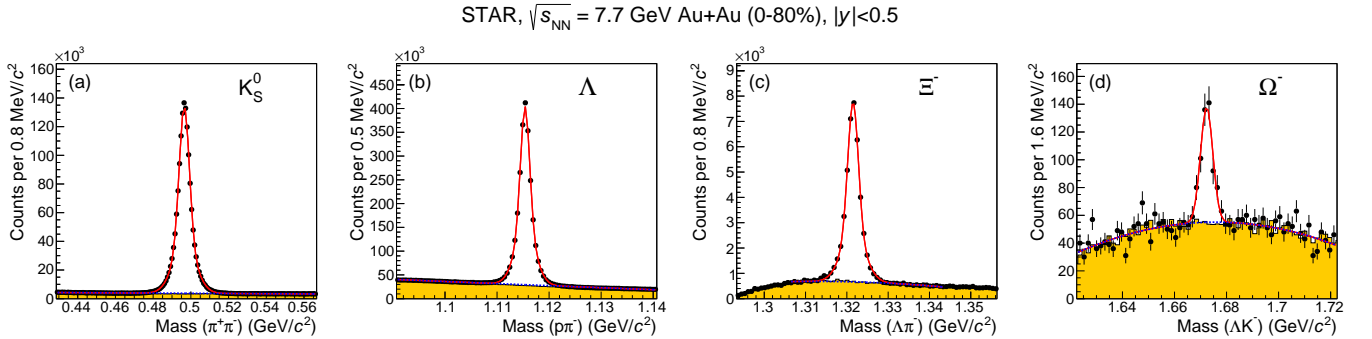 STAR, √s_NN = 7.7 GeV Au+Au (0-80%), |y|<0.5
×10³
(a) K⁰_S
Counts per 0.8 MeV/c²
160
140
120
100
80
60
40
20
0
0.44 0.46 0.48 0.5 0.52 0.54 0.56
Mass (π⁺π⁻) (GeV/c²)
×10³
(b) Λ
Counts per 0.5 MeV/c²
450
400
350
300
250
200
150
100
50
0
1.1 1.11 1.12 1.13 1.14
Mass (pπ⁻) (GeV/c²)
×10³
(c) Ξ⁻
Counts per 0.8 MeV/c²
9
8
7
6
5
4
3
2
1
0
1.3 1.31 1.32 1.33 1.34 1.35
Mass (Λπ⁻) (GeV/c²)
(d) Ω⁻
Counts per 1.6 MeV/c²
160
140
120
100
80
60
40
20
0
1.64 1.66 1.68 1.7 1.72
Mass (ΛK⁻) (GeV/c²)